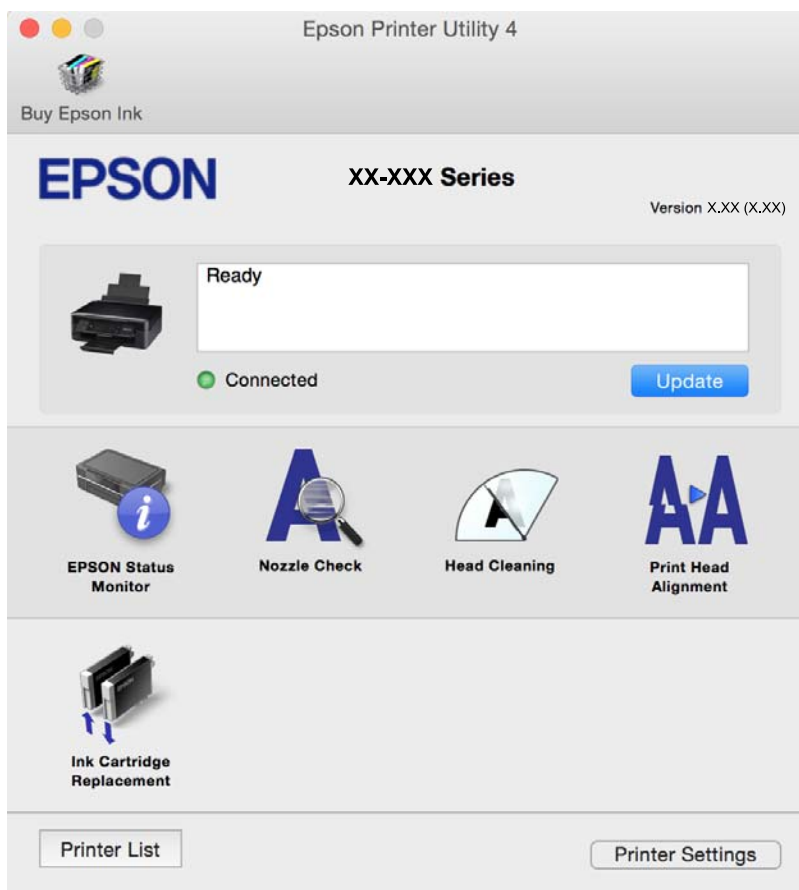 Epson Printer Utility 4
Buy Epson Ink
EPSON
XX-XXX Series
Version X.XX (X.XX)
Ready
Connected
Update
EPSON Status
Monitor
Nozzle Check
Head Cleaning
Print Head
Alignment
Ink Cartridge
Replacement
Printer List
Printer Settings